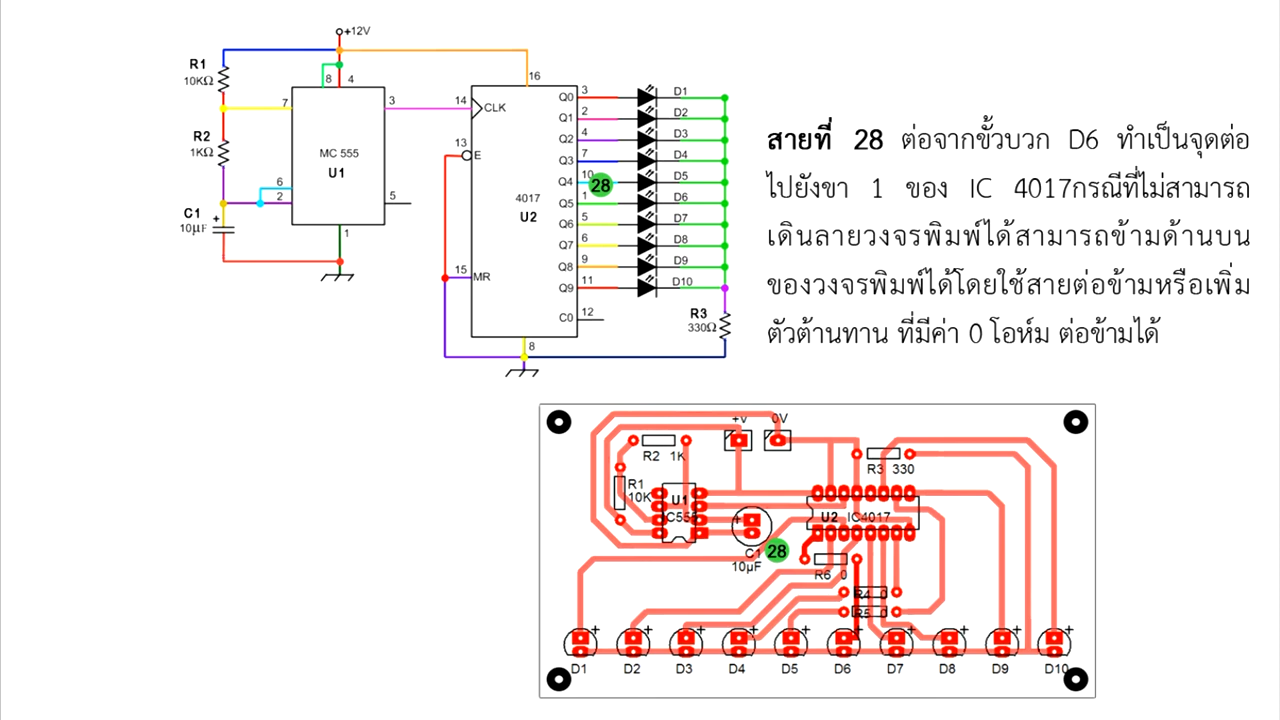 +12V
R1
10KΩ
8 4
7
3
14
CLK
16
R2
1KΩ
MC 555
U1
6
2
5
C1
+
10μF
1
13
E
4017
U2
15
MR
8
Q0 3 D1
Q1 2 D2
Q2 4 D3
Q3 7 D4
Q4 10 28 D5
Q5 1 D6
Q6 5 D7
Q7 6 D8
Q8 9 D9
Q9 11 D10
C0 12
R3
330Ω
สายที่ 28 ต่อจากขั้วบวก D6 ทำเป็นจุดต่อ
ไปยังขา 1 ของ IC 4017กรณีที่ไม่สามารถ
เดินลายวงจรพิมพ์ได้สามารถข้ามด้านบน
ของวงจรพิมพ์ได้โดยใช้สายต่อข้ามหรือเพิ่ม
ตัวต้านทาน ที่มีค่า 0 โอห์ม ต่อข้ามได้
+V 0V
R2 1K
R3 330
R1
10K
U1
IC555
+
U2 IC4017
C1
10μF
28
R6 0
R4 0
R5 0
+ + + + + + + + + +
D1 D2 D3 D4 D5 D6 D7 D8 D9 D10